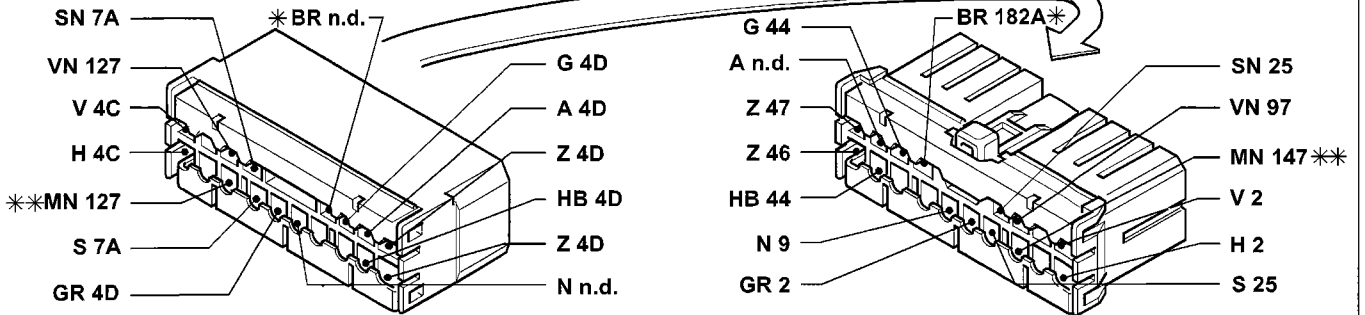 SN 7A
✳BR n.d.
VN 127
V 4C
H 4C
✳✳MN 127
S 7A
GR 4D
G 4D
A 4D
Z 4D
HB 4D
Z 4D
N n.d.
G 44
BR 182A✳
A n.d.
Z 47
Z 46
HB 44
N 9
GR 2
SN 25
VN 97
MN 147✳✳
V 2
H 2
S 25